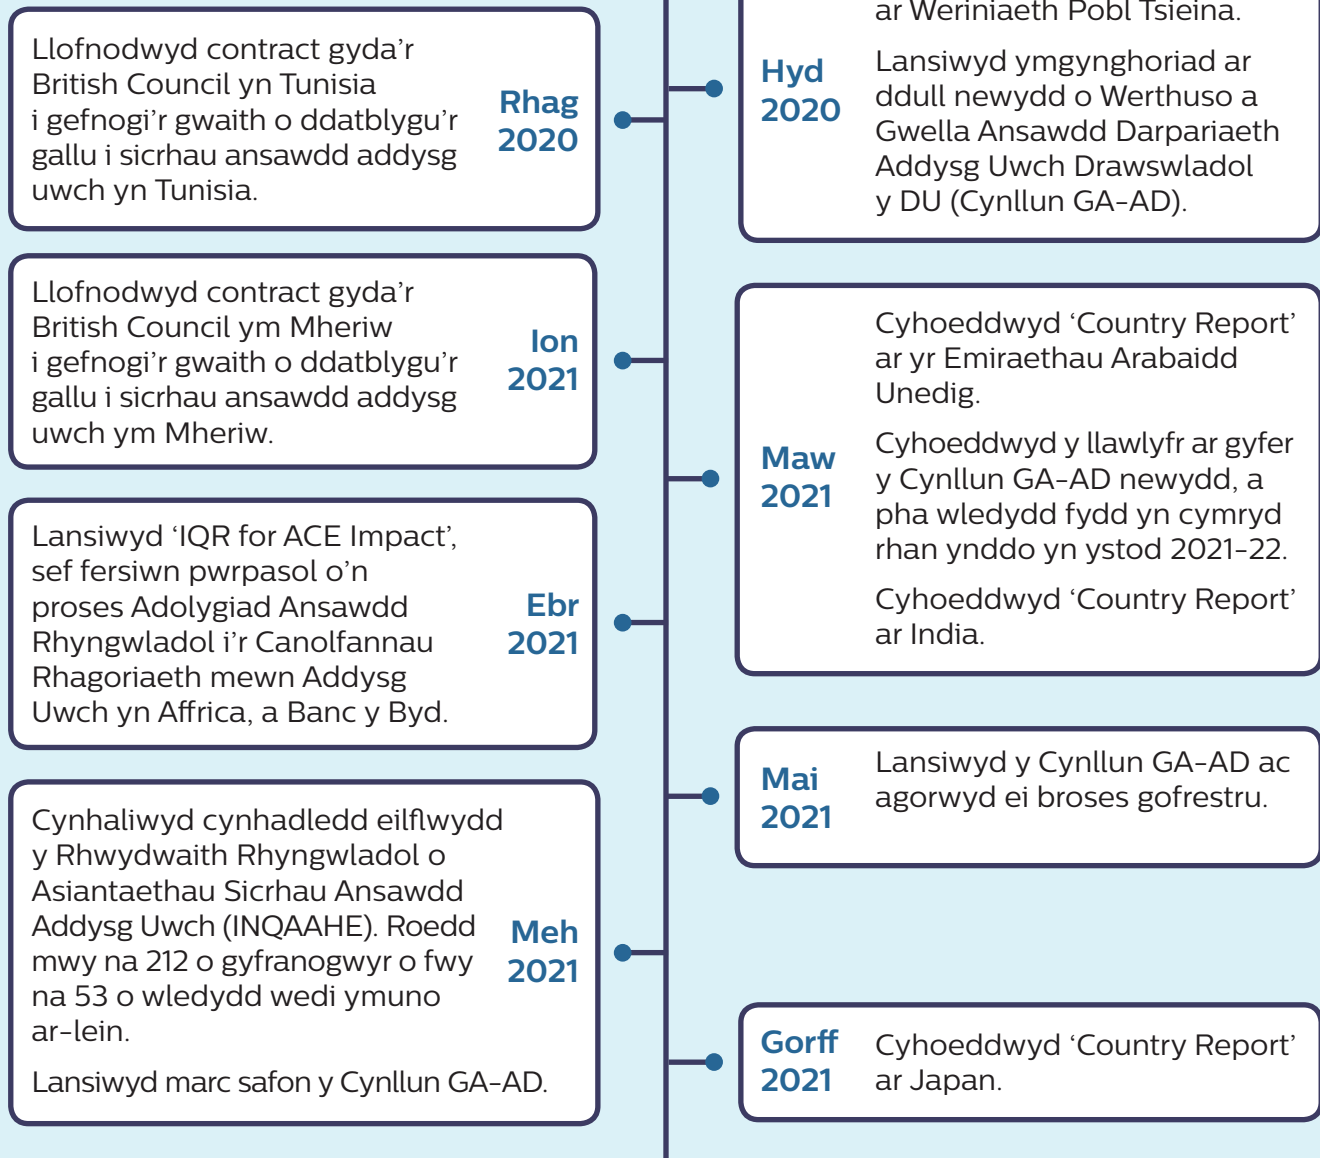 Llofnodwyd contract gyda’r
British Council yn Tunisia
i gefnogi’r gwaith o ddatblygu’r
gallu i sicrhau ansawdd addysg
uwch yn Tunisia.
Rhag
2020
ar Weriniaeth Pobl Tsieina.
Lansiwyd ymgynghoriad ar
ddull newydd o Werthuso a
Gwella Ansawdd Darpariaeth
Addysg Uwch Drawswladol
y DU (Cynllun GA-AD).
Hyd
2020
Llofnodwyd contract gyda’r
British Council ym Mheriw
i gefnogi’r gwaith o ddatblygu’r
gallu i sicrhau ansawdd addysg
uwch ym Mheriw.
Ion
2021
Maw
2021
Cyhoeddwyd ‘Country Report’
ar yr Emiraethau Arabaidd
Unedig.
Cyhoeddwyd y llawlyfr ar gyfer
y Cynllun GA-AD newydd, a
pha wledydd fydd yn cymryd
rhan ynddo yn ystod 2021-22.
Cyhoeddwyd ‘Country Report’
ar India.
Lansiwyd ‘IQR for ACE Impact’,
sef fersiwn pwrpasol o’n
proses Adolygiad Ansawdd
Rhyngwladol i’r Canolfannau
Rhagoriaeth mewn Addysg
Uwch yn Affrica, a Banc y Byd.
Ebr
2021
Mai
2021
Lansiwyd y Cynllun GA-AD ac
agorwyd ei broses gofrestru.
Cynhaliwyd cynhadledd eilflwydd
y Rhwydwaith Rhyngwladol o
Asiantaethau Sicrhau Ansawdd
Addysg Uwch (INQAAHE). Roedd
mwy na 212 o gyfranogwyr o fwy
na 53 o wledydd wedi ymuno
ar-lein.
Lansiwyd marc safon y Cynllun GA-AD.
Meh
2021
Gorff
2021
Cyhoeddwyd ‘Country Report’
ar Japan.